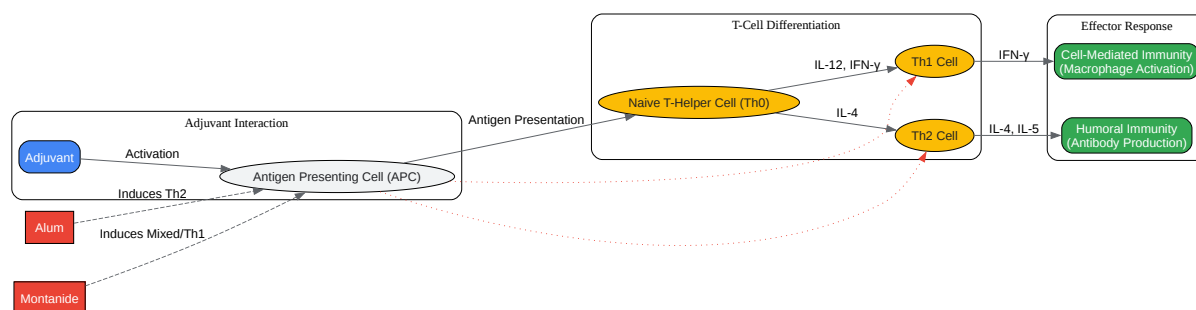 Adjuvant Interaction
Adjuvant
Activation
Antigen Presenting Cell (APC)
Induces Th2
Alum
Induces Mixed/Th1
Montanide
Antigen Presentation
T-Cell Differentiation
Naive T-Helper Cell (Th0)
IL-12, IFN-γ
Th1 Cell
IL-4
Th2 Cell
IFN-γ
IL-4, IL-5
Effector Response
Cell-Mediated Immunity
(Macrophage Activation)
Humoral Immunity
(Antibody Production)